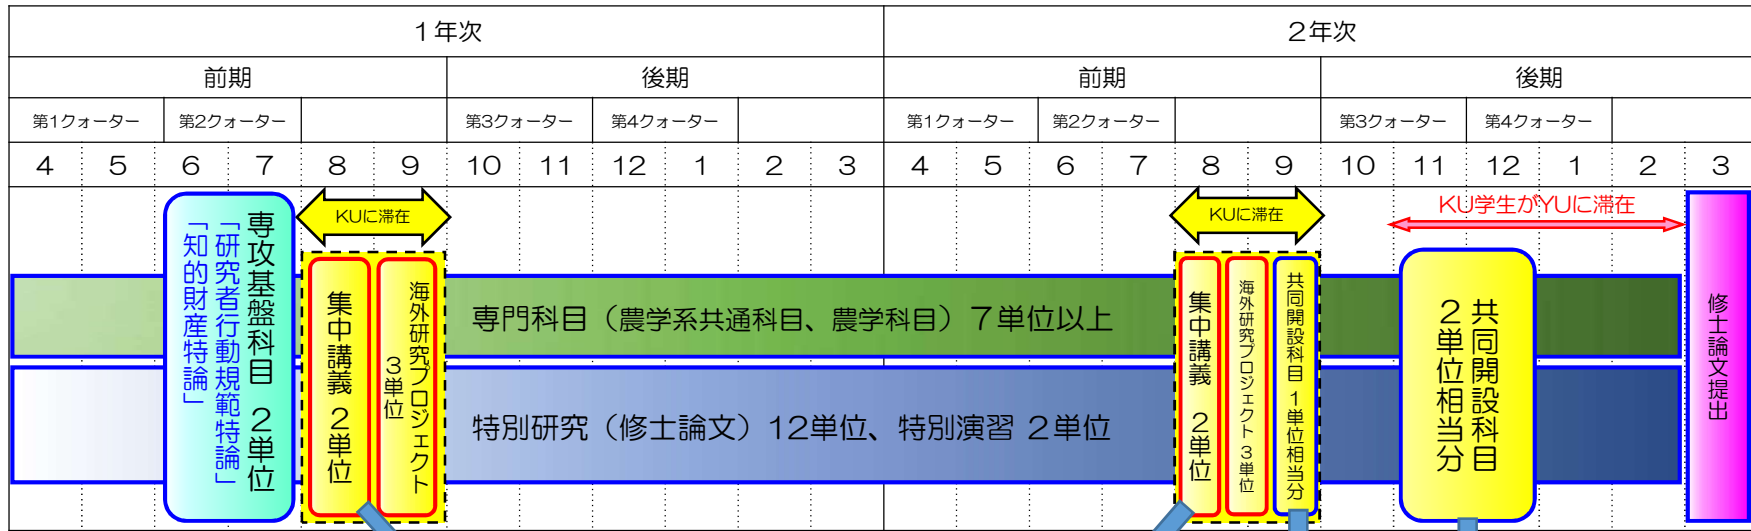 1年次
2年次
前期
後期
前期
後期
第1クォーター
第2クォーター
第3クォーター
第4クォーター
第1クォーター
第2クォーター
第3クォーター
第4クォーター
4 5 6 7 8 9 10 11 12 1 2 3 4 5 6 7 8 9 10 11 12 1 2 3
KUに滞在
KUに滞在
KU学生がYUに滞在
専攻基盤科目 2単位
「研究者行動規範特論」
「知的財産特論」
集中講義 2単位
海外研究プロジェクト
3単位
専門科目（農学系共通科目、農学科目）7単位以上
特別研究（修士論文）12単位、特別演習 2単位
集中講義 2単位
海外研究プロジェクト 3単位
共同開設科目 1単位相当分
共同開設科目
2単位相当分
修士論文提出